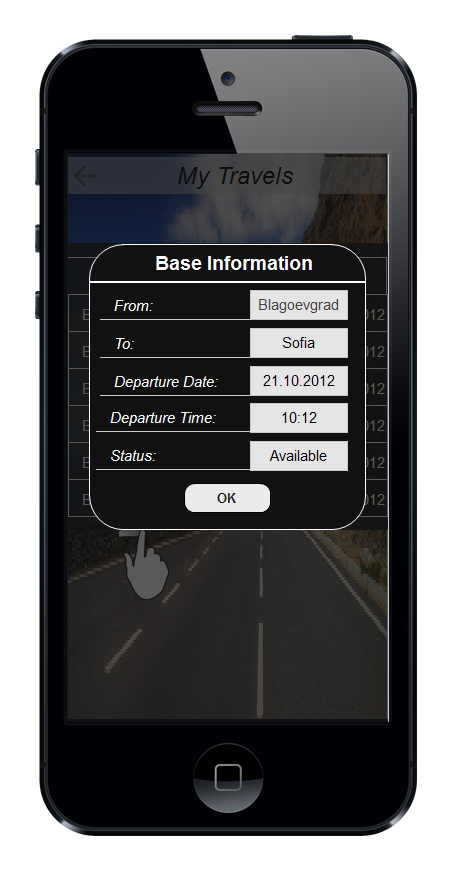 My Travels
Base Information
From: Blagoevgrad
To: Sofia
Departure Date: 21.10.2012
Departure Time: 10:12
Status: Available
OK